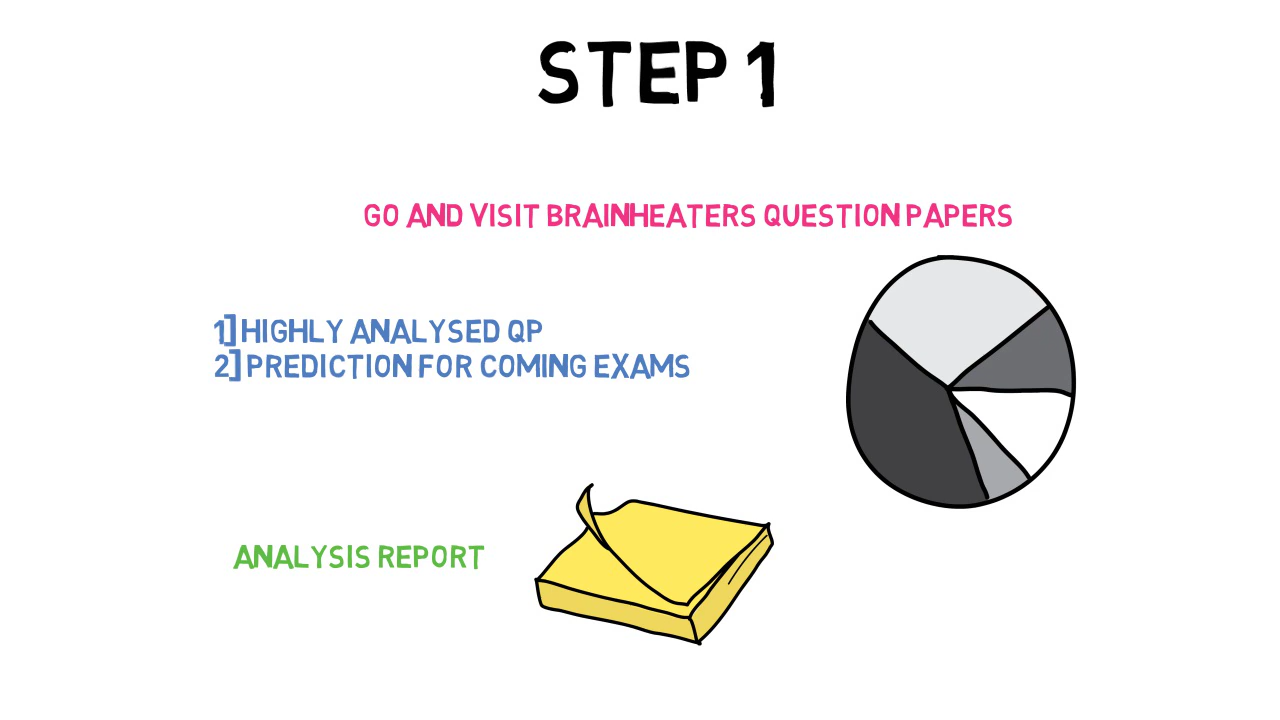 STEP 1
GO AND VISIT BRAINHEATERS QUESTION PAPERS
1] HIGHLY ANALYSED QP
2] PREDICTION FOR COMING EXAMS
ANALYSIS REPORT